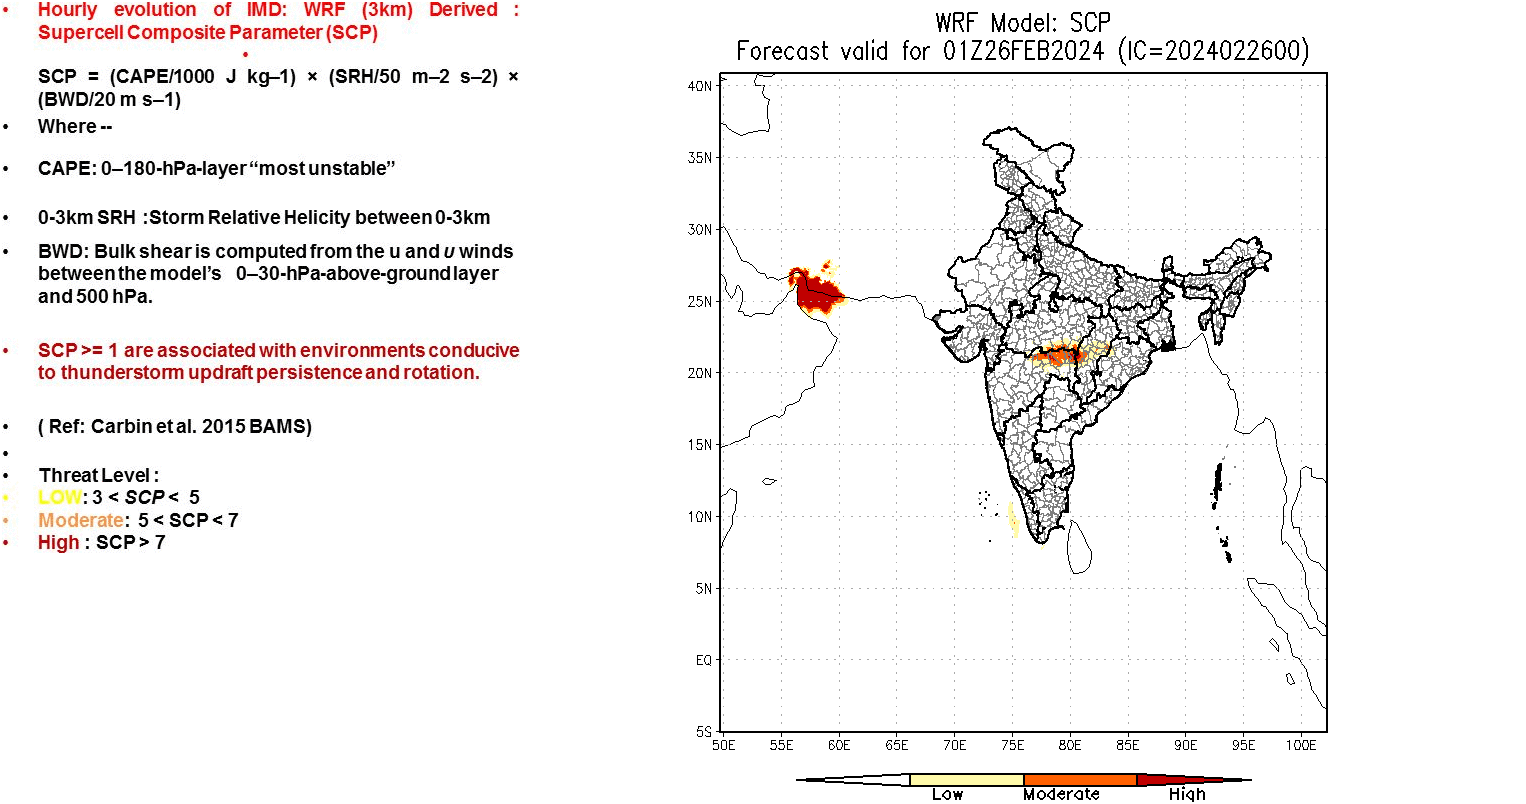 • Hourly evolution of IMD: WRF (3km) Derived :
Supercell Composite Parameter (SCP)
•
SCP = (CAPE/1000 J kg–1) × (SRH/50 m–2 s–2) ×
(BWD/20 m s–1)
• Where --
• CAPE: 0–180-hPa-layer “most unstable”
• 0-3km SRH :Storm Relative Helicity between 0-3km
• BWD: Bulk shear is computed from the u and υ winds
between the model’s 0–30-hPa-above-ground layer
and 500 hPa.
• SCP >= 1 are associated with environments conducive
to thunderstorm updraft persistence and rotation.
• ( Ref: Carbin et al. 2015 BAMS)
•
• Threat Level :
• LOW: 3 < SCP < 5
• Moderate: 5 < SCP < 7
• High : SCP > 7
WRF Model: SCP
Forecast valid for 01Z26FEB2024 (IC=2024022600)
40N
35N
30N
25N
20N
15N
10N
5N
EQ
5S
50E 55E 60E 65E 70E 75E 80E 85E 90E 95E 100E
Low Moderate High